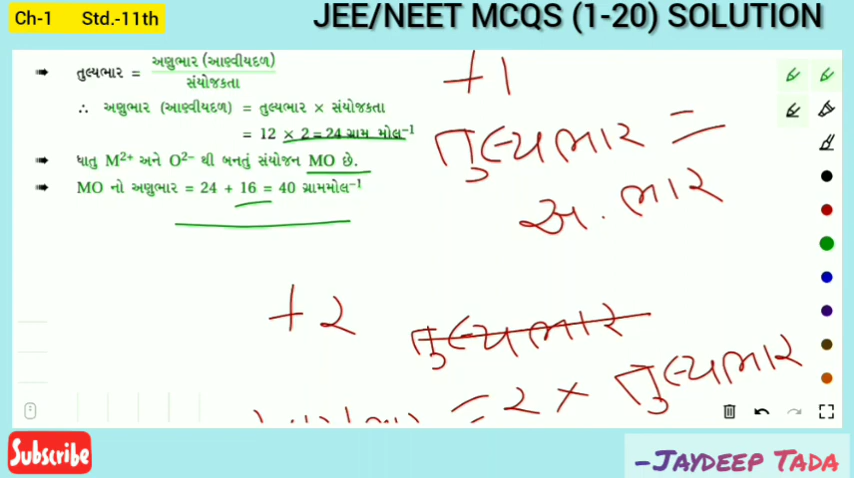 Ch-1 Std.-11th
JEE/NEET MCQS (1-20) SOLUTION
➠ તુલ્યભાર = અણુભાર (આણ્વીયદળ)
સંયોજકતા
∴ અણુભાર (આણ્વીયદળ) = તુલ્યભાર × સંયોજકતા
= 12 × 2 = 24 ગ્રામ મોલ⁻¹
➠ ધાતુ M²⁺ અને O²⁻ થી બનતું સંયોજન MO છે.
➠ MO નો અણુભાર = 24 + 16 = 40 ગ્રામમોલ⁻¹
+1
તુલ્યભાર =
અ. ભાર
+2
તુલ્યભાર
= 2 × તુલ્યભાર
Subscribe
-JAYDEEP TADA